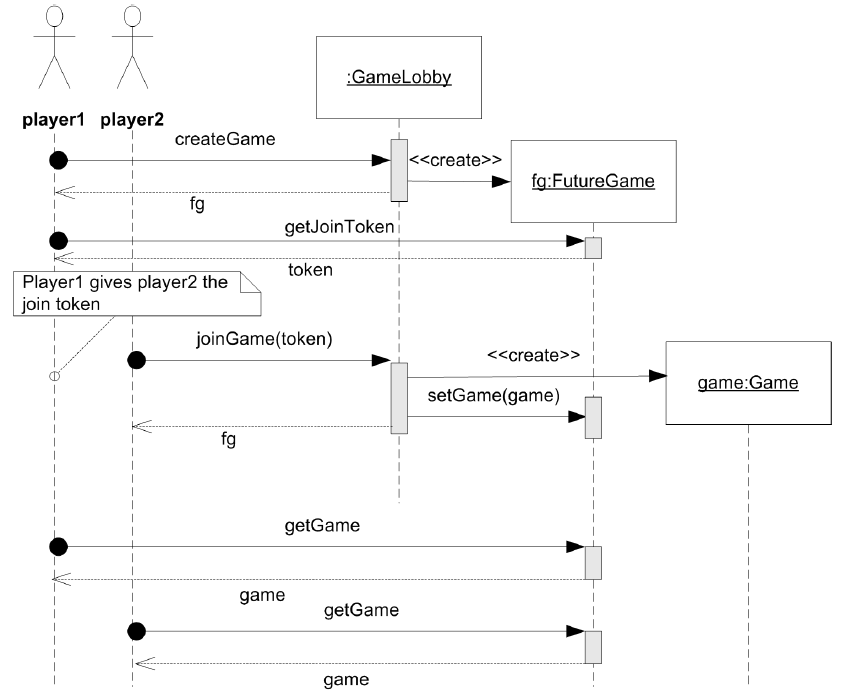 :GameLobby
player1 player2
createGame
<<create>>
fg:FutureGame
fg
getJoinToken
token
Player1 gives player2 the
join token
joinGame(token)
<<create>>
game:Game
setGame(game)
fg
getGame
game
getGame
game